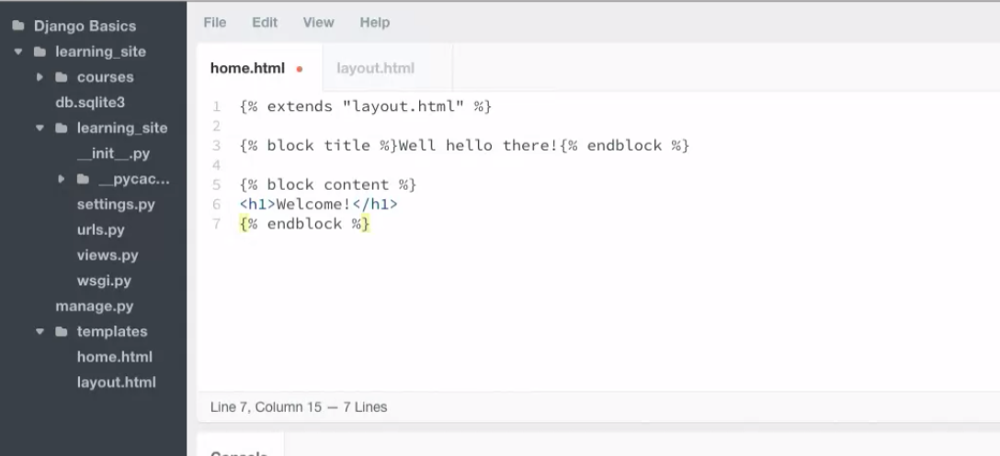 Django Basics
learning_site
courses
db.sqlite3
learning_site
__init__.py
__pycac...
settings.py
urls.py
views.py
wsgi.py
manage.py
templates
home.html
layout.html
File Edit View Help
home.html layout.html
1 {% extends "layout.html" %}
2
3 {% block title %}Well hello there!{% endblock %}
4
5 {% block content %}
6 <h1>Welcome!</h1>
7 {% endblock %}
Line 7, Column 15 — 7 Lines
Console